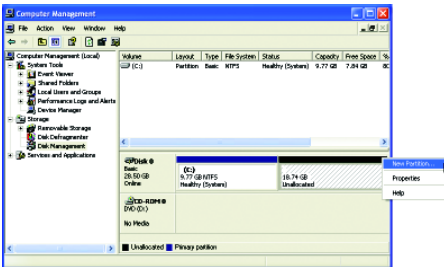 Computer Management
File Action View Window Help
Computer Management (Local)
System Tools
Event Viewer
Shared Folders
Local Users and Groups
Performance Logs and Alerts
Device Manager
Storage
Removable Storage
Disk Defragmenter
Disk Management
Services and Applications
Volume Layout Type File System Status Capacity Free Space %
(C:) Partition Basic NTFS Healthy (System) 9.77 GB 7.84 GB 80
Disk 0
Basic
28.50 GB
Online
(C:)
9.77 GB NTFS
Healthy (System)
18.74 GB
Unallocated
CD-ROM 0
DVD (D:)
No Media
Unallocated Primary partition
New Partition...
Properties
Help